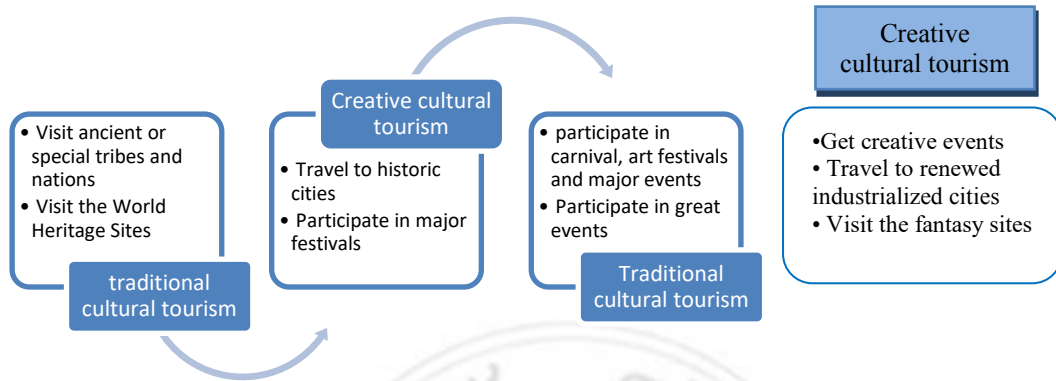 • Visit ancient or
special tribes and
nations
• Visit the World
Heritage Sites
traditional
cultural tourism
Creative cultural
tourism
• Travel to historic
cities
• Participate in major
festivals
• participate in
carnival, art festivals
and major events
• Participate in great
events
Traditional
cultural tourism
Creative
cultural tourism
•Get creative events
• Travel to renewed
industrialized cities
• Visit the fantasy sites